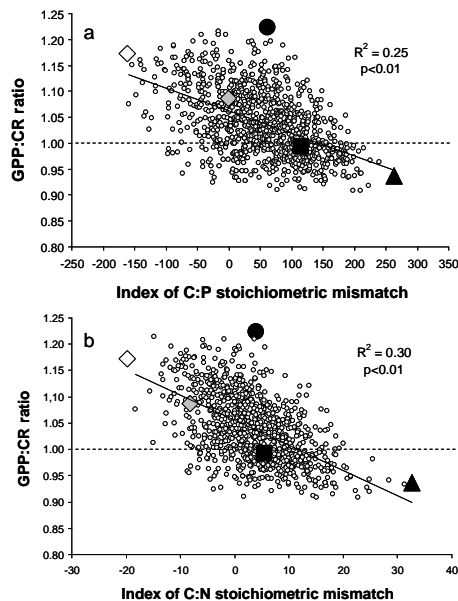 a
1.25
1.20
1.15
1.10
1.05
1.00
0.95
0.90
0.85
0.80
GPP:CR ratio
R² = 0.25
p<0.01
-250 -200 -150 -100 -50 0 50 100 150 200 250 300 350
Index of C:P stoichiometric mismatch
b
1.25
1.20
1.15
1.10
1.05
1.00
0.95
0.90
0.85
0.80
GPP:CR ratio
R² = 0.30
p<0.01
-30 -20 -10 0 10 20 30 40
Index of C:N stoichiometric mismatch